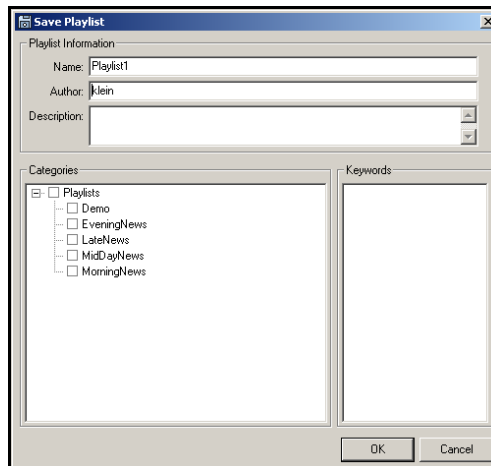 Save Playlist
Playlist Information
Name: Playlist1
Author: klein
Description:
Categories
Playlists
Demo
EveningNews
LateNews
MidDayNews
MorningNews
Keywords
OK Cancel